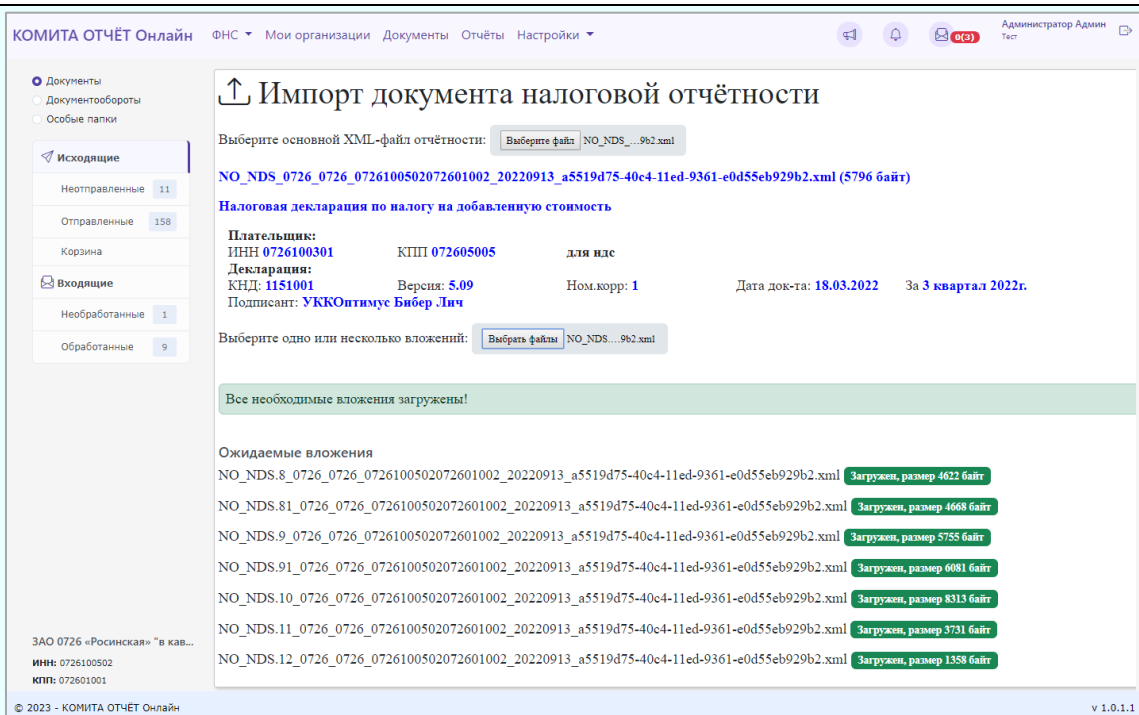 КОМИТА ОТЧЁТ Онлайн ФНС Мои организации Документы Отчёты Настройки 0(3) Администратор Админ
Тест
Документы
Документообороты
Особые папки
Исходящие
Неотправленные 11
Отправленные 158
Корзина
Входящие
Необработанные 1
Обработанные 9
ЗАО 0726 «Росинская» "в кав...
ИНН: 0726100502
КПП: 072601001
Импорт документа налоговой отчётности
Выберите основной XML-файл отчётности: Выберите файл NO_NDS_...9b2.xml
NO_NDS_0726_0726_0726100502072601002_20220913_a5519d75-40c4-11ed-9361-e0d55eb929b2.xml (5796 байт)
Налоговая декларация по налогу на добавленную стоимость
Плательщик:
ИНН 0726100301 КПП 072605005 для ндс
Декларация:
КНД: 1151001 Версия: 5.09 Ном.корр: 1 Дата док-та: 18.03.2022 За 3 квартал 2022г.
Подписант: УККОптимус Бибер Лич
Выберите одно или несколько вложений: Выбрать файлы NO_NDS....9b2.xml
Все необходимые вложения загружены!
Ожидаемые вложения
NO_NDS.8_0726_0726_0726100502072601002_20220913_a5519d75-40c4-11ed-9361-e0d55eb929b2.xml Загружен, размер 4622 байт
NO_NDS.81_0726_0726_0726100502072601002_20220913_a5519d75-40c4-11ed-9361-e0d55eb929b2.xml Загружен, размер 4668 байт
NO_NDS.9_0726_0726_0726100502072601002_20220913_a5519d75-40c4-11ed-9361-e0d55eb929b2.xml Загружен, размер 5755 байт
NO_NDS.91_0726_0726_0726100502072601002_20220913_a5519d75-40c4-11ed-9361-e0d55eb929b2.xml Загружен, размер 6081 байт
NO_NDS.10_0726_0726_0726100502072601002_20220913_a5519d75-40c4-11ed-9361-e0d55eb929b2.xml Загружен, размер 8313 байт
NO_NDS.11_0726_0726_0726100502072601002_20220913_a5519d75-40c4-11ed-9361-e0d55eb929b2.xml Загружен, размер 3731 байт
NO_NDS.12_0726_0726_0726100502072601002_20220913_a5519d75-40c4-11ed-9361-e0d55eb929b2.xml Загружен, размер 1358 байт
© 2023 - КОМИТА ОТЧЁТ Онлайн v 1.0.1.1